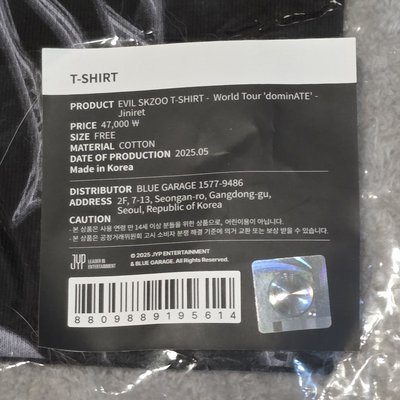 T-SHIRT
PRODUCT EVIL SKZOO T-SHIRT - World Tour 'dominATE' -
Jiniret
PRICE 47,000 ₩
SIZE FREE
MATERIAL COTTON
DATE OF PRODUCTION 2025.05
Made in Korea
DISTRIBUTOR BLUE GARAGE 1577-9486
ADDRESS 2F, 7-13, Seongan-ro, Gangdong-gu,
Seoul, Republic of Korea
CAUTION
- 본 상품은 사용 연령 만 14세 이상 분들을 위한 상품으로, 어린이용이 아닙니다.
- 본 상품은 공정거래위원회 고시 소비자 분쟁 해결 기준에 의거 교환 또는 보상 받을 수 있습니다.
JYP LEADER IN
ENTERTAINMENT
© 2025 JYP ENTERTAINMENT
& BLUE GARAGE. All Rights Reserved.
8809889195614